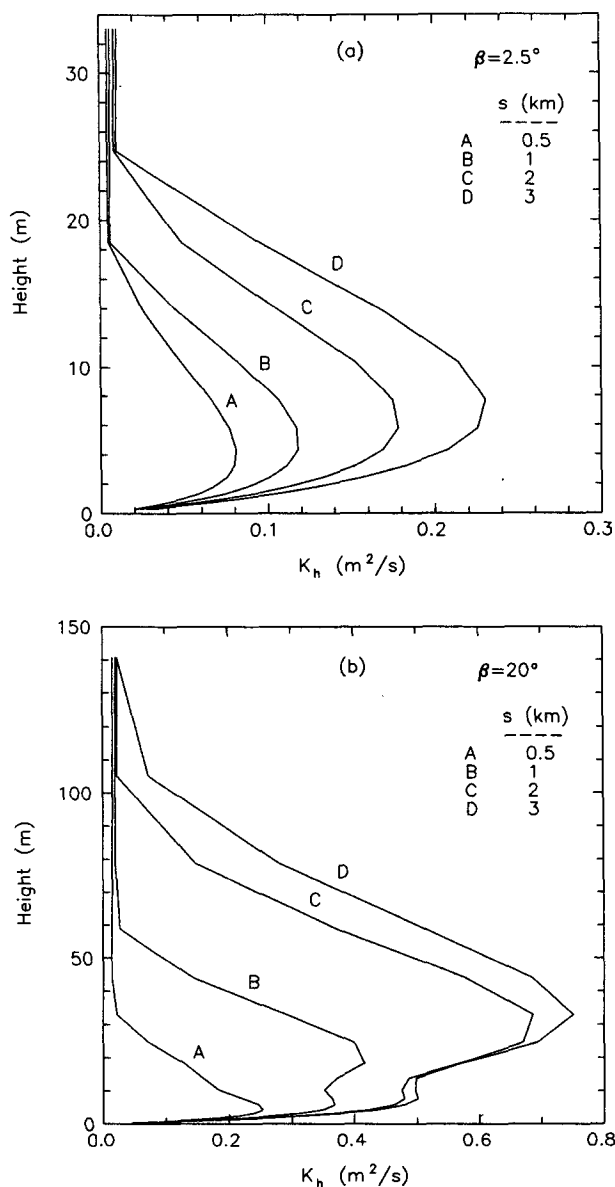 (a)
β=2.5°
s (km)
----
A 0.5
B 1
C 2
D 3
30
20
10
0
Height (m)
D
C
B
A
0.0 0.1 0.2 0.3
K_h (m²/s)
(b)
β=20°
s (km)
----
A 0.5
B 1
C 2
D 3
150
100
50
0
Height (m)
D
C
B
A
0.0 0.2 0.4 0.6 0.8
K_h (m²/s)